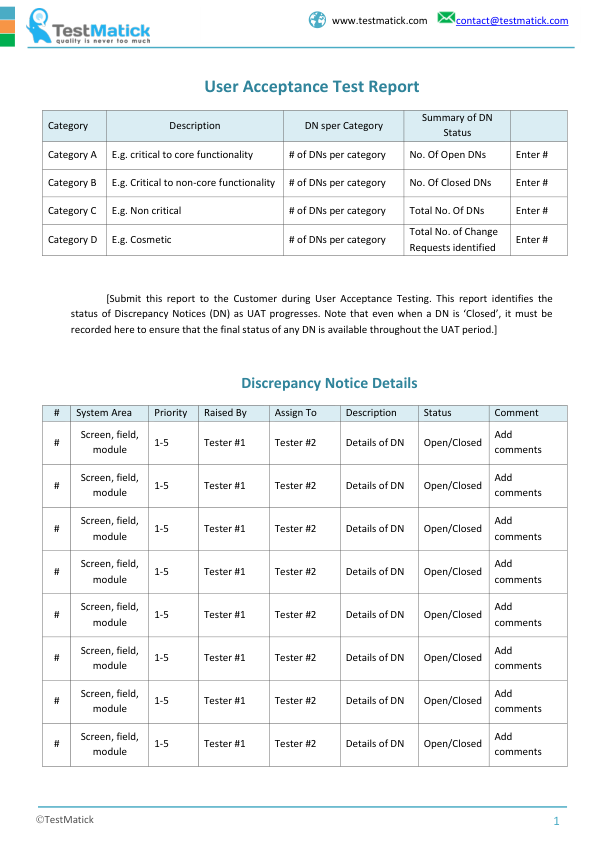 TestMatick
quality is never too much
www.testmatick.com contact@testmatick.com
User Acceptance Test Report
Category Description DN sper Category Summary of DN
Status
Category A E.g. critical to core functionality # of DNs per category No. Of Open DNs Enter #
Category B E.g. Critical to non-core functionality # of DNs per category No. Of Closed DNs Enter #
Category C E.g. Non critical # of DNs per category Total No. Of DNs Enter #
Category D E.g. Cosmetic # of DNs per category Total No. of Change
Requests identified Enter #
[Submit this report to the Customer during User Acceptance Testing. This report identifies the
status of Discrepancy Notices (DN) as UAT progresses. Note that even when a DN is ‘Closed’, it must be
recorded here to ensure that the final status of any DN is available throughout the UAT period.]
Discrepancy Notice Details
# System Area Priority Raised By Assign To Description Status Comment
# Screen, field,
module 1-5 Tester #1 Tester #2 Details of DN Open/Closed Add
comments
# Screen, field,
module 1-5 Tester #1 Tester #2 Details of DN Open/Closed Add
comments
# Screen, field,
module 1-5 Tester #1 Tester #2 Details of DN Open/Closed Add
comments
# Screen, field,
module 1-5 Tester #1 Tester #2 Details of DN Open/Closed Add
comments
# Screen, field,
module 1-5 Tester #1 Tester #2 Details of DN Open/Closed Add
comments
# Screen, field,
module 1-5 Tester #1 Tester #2 Details of DN Open/Closed Add
comments
# Screen, field,
module 1-5 Tester #1 Tester #2 Details of DN Open/Closed Add
comments
# Screen, field,
module 1-5 Tester #1 Tester #2 Details of DN Open/Closed Add
comments
©TestMatick 1